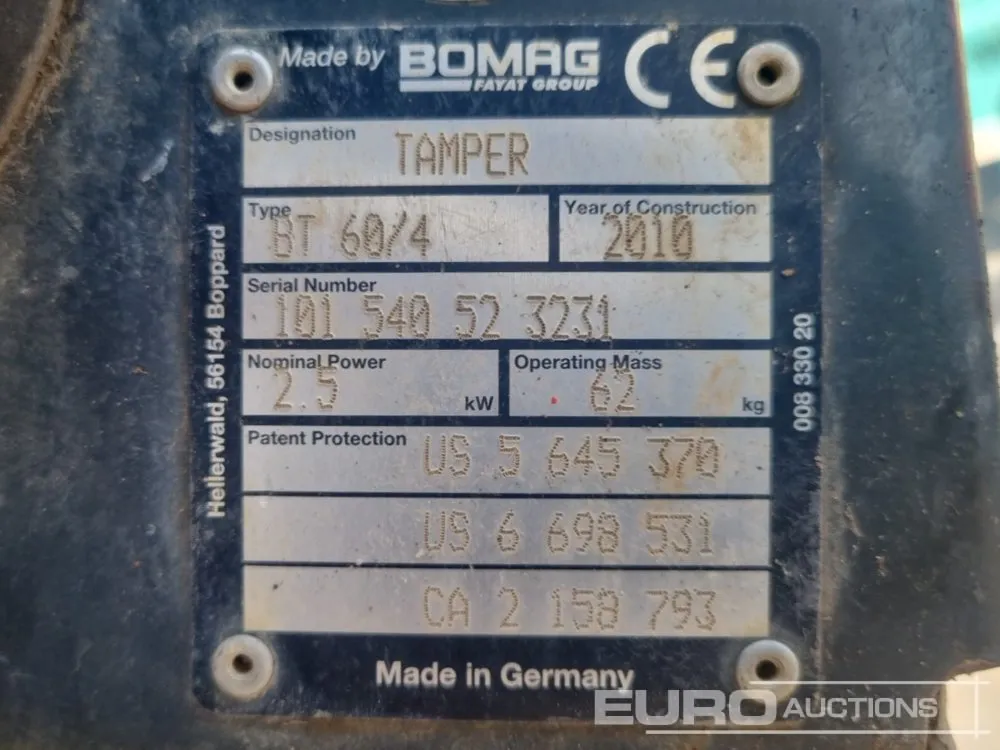 Made by BOMAG
FAYAT GROUP
CE
Designation
TAMPER
Type
BT 60/4
Year of Construction
2010
Serial Number
101 540 52 3231
Nominal Power
2.5 kW
Operating Mass
62 kg
Patent Protection
US 5 645 370
US 6 698 531
CA 2 158 793
Made in Germany
Hellerwald, 56154 Boppard
008 330 20
EURO AUCTIONS